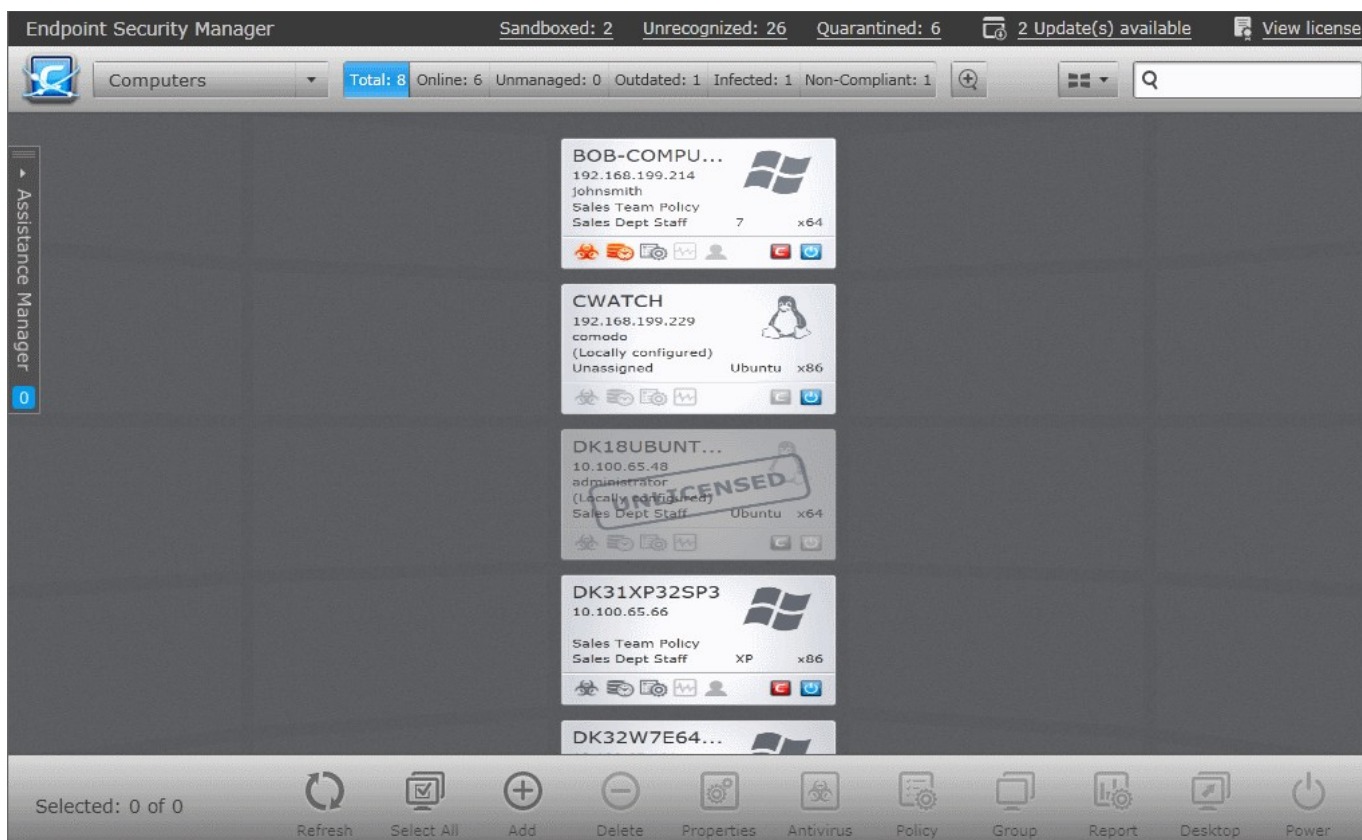 Endpoint Security Manager
Sandboxed: 2
Unrecognized: 26
Quarantined: 6
2 Update(s) available
View license
Computers
Total: 8
Online: 6
Unmanaged: 0
Outdated: 1
Infected: 1
Non-Compliant: 1
Assistance Manager
0
BOB-COMPU...
192.168.199.214
johnsmith
Sales Team Policy
Sales Dept Staff 7 x64
CWATCH
192.168.199.229
comodo
(Locally configured)
Unassigned Ubuntu x86
DK18UBUNT...
10.100.65.48
administrator
(Locally configured)
Sales Dept Staff Ubuntu x64
UNLICENSED
DK31XP32SP3
10.100.65.66
Sales Team Policy
Sales Dept Staff XP x86
DK32W7E64...
Selected: 0 of 0
Refresh
Select All
Add
Delete
Properties
Antivirus
Policy
Group
Report
Desktop
Power